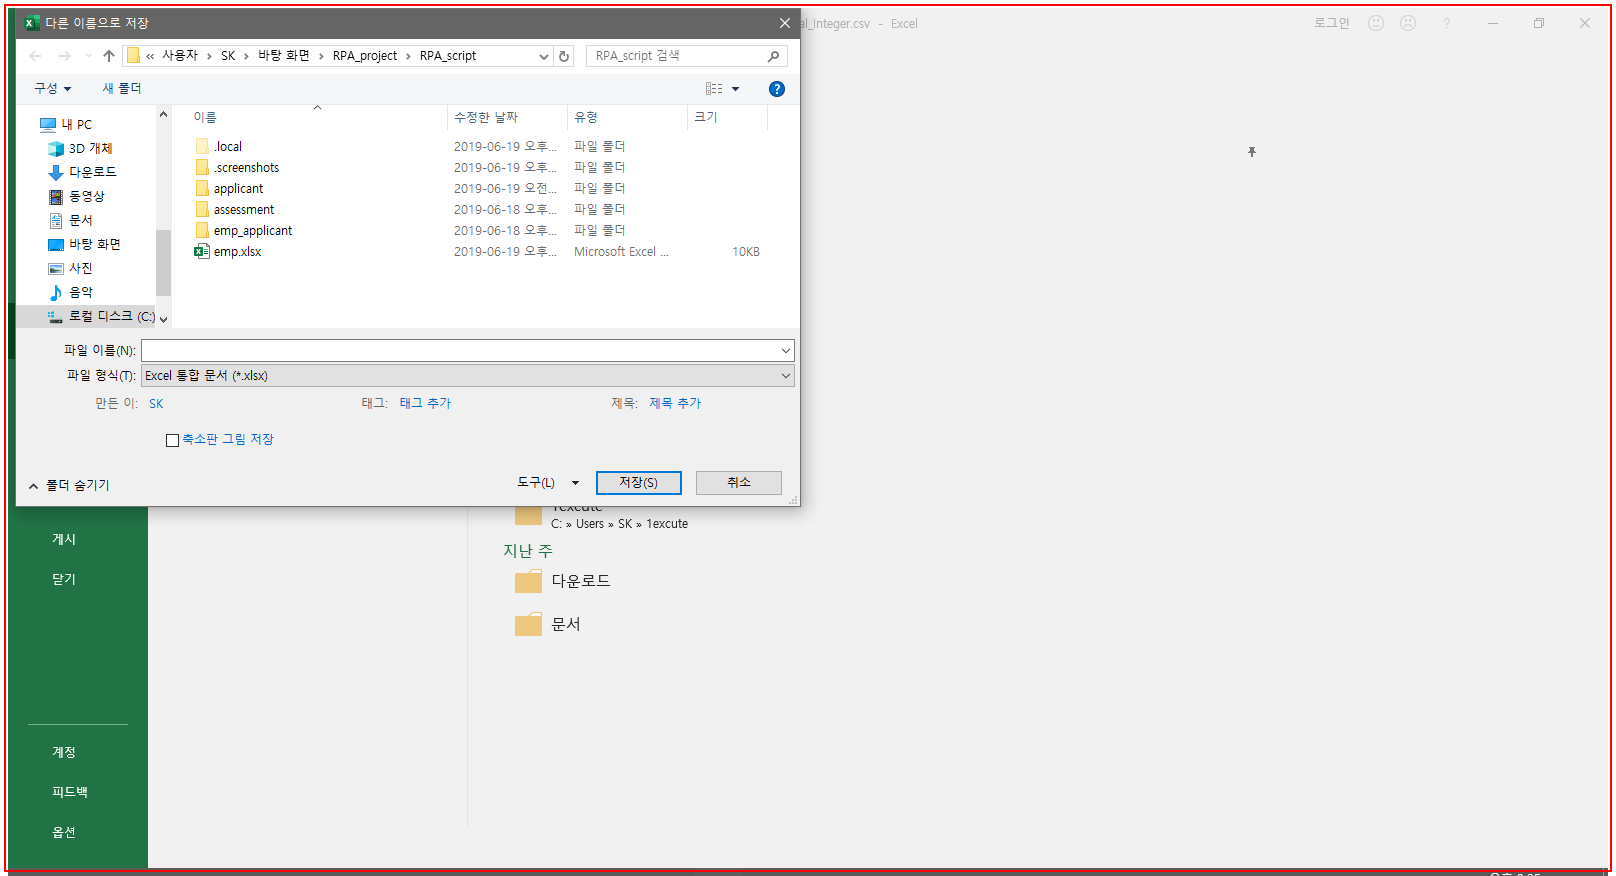 다른 이름으로 저장
al_integer.csv - Excel
로그인
?
« 사용자 › SK › 바탕 화면 › RPA_project › RPA_script
RPA_script 검색
구성
새 폴더
?
내 PC
3D 개체
다운로드
동영상
문서
바탕 화면
사진
음악
로컬 디스크 (C:)
이름 수정한 날짜 유형 크기
.local 2019-06-19 오후... 파일 폴더
.screenshots 2019-06-19 오후... 파일 폴더
applicant 2019-06-19 오전... 파일 폴더
assessment 2019-06-18 오후... 파일 폴더
emp_applicant 2019-06-18 오후... 파일 폴더
emp.xlsx 2019-06-19 오후... Microsoft Excel ... 10KB
파일 이름(N):
파일 형식(T): Excel 통합 문서 (*.xlsx)
만든 이: SK 태그: 태그 추가 제목: 제목 추가
축소판 그림 저장
폴더 숨기기
도구(L) 저장(S) 취소
1excute
C: » Users » SK » 1excute
지난 주
다운로드
문서
게시
닫기
계정
피드백
옵션